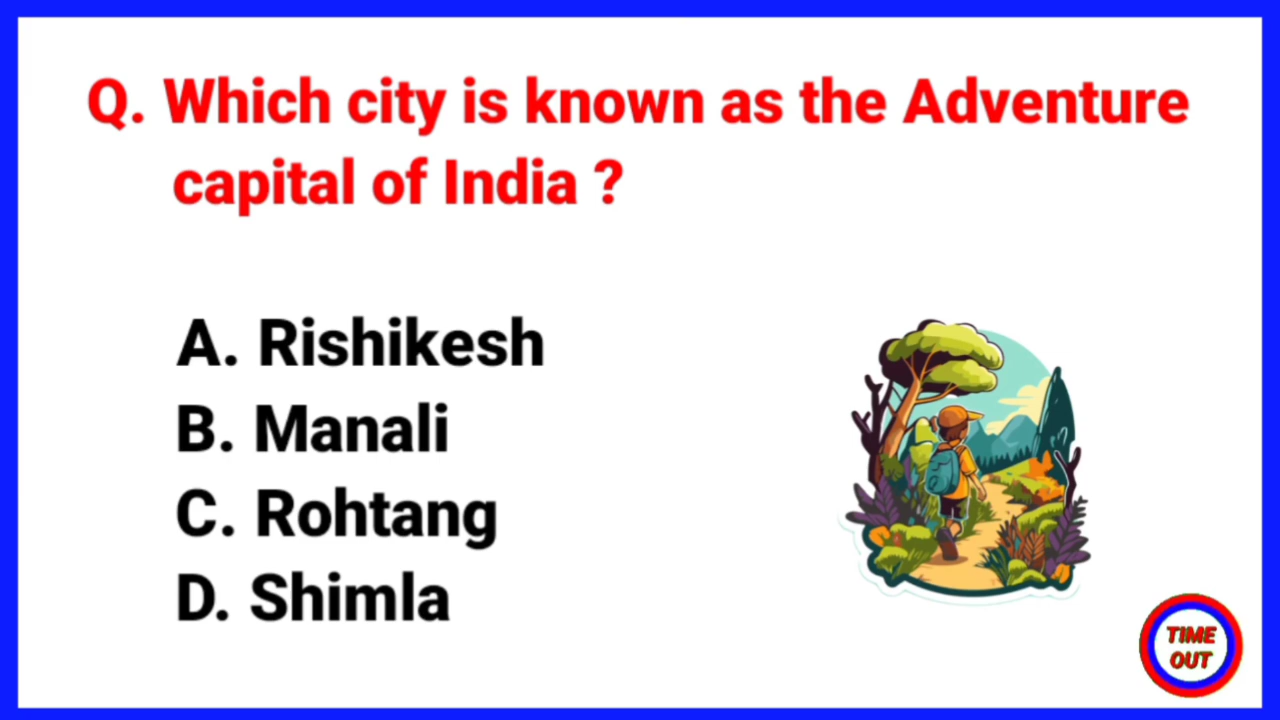 Q. Which city is known as the Adventure
capital of India ?
A. Rishikesh
B. Manali
C. Rohtang
D. Shimla
TIME
OUT